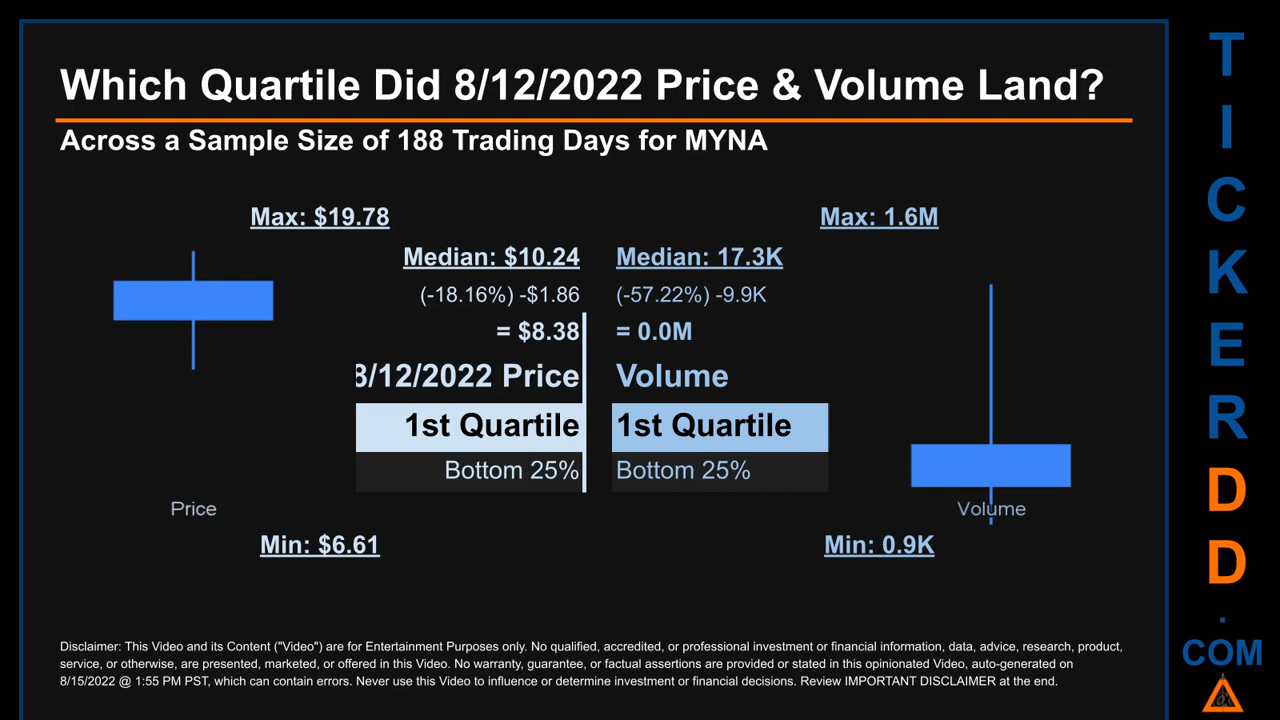 Which Quartile Did 8/12/2022 Price & Volume Land?
Across a Sample Size of 188 Trading Days for MYNA
Max: $19.78
Max: 1.6M
Median: $10.24
Median: 17.3K
(-18.16%) -$1.86
(-57.22%) -9.9K
= $8.38
= 0.0M
8/12/2022 Price
Volume
1st Quartile
1st Quartile
Bottom 25%
Bottom 25%
Price
Volume
Min: $6.61
Min: 0.9K
Disclaimer: This Video and its Content ("Video") are for Entertainment Purposes only. No qualified, accredited, or professional investment or financial information, data, advice, research, product,
service, or otherwise, are presented, marketed, or offered in this Video. No warranty, guarantee, or factual assertions are provided or stated in this opinionated Video, auto-generated on
8/15/2022 @ 1:55 PM PST, which can contain errors. Never use this Video to influence or determine investment or financial decisions. Review IMPORTANT DISCLAIMER at the end.
T
I
C
K
E
R
D
D
.
COM